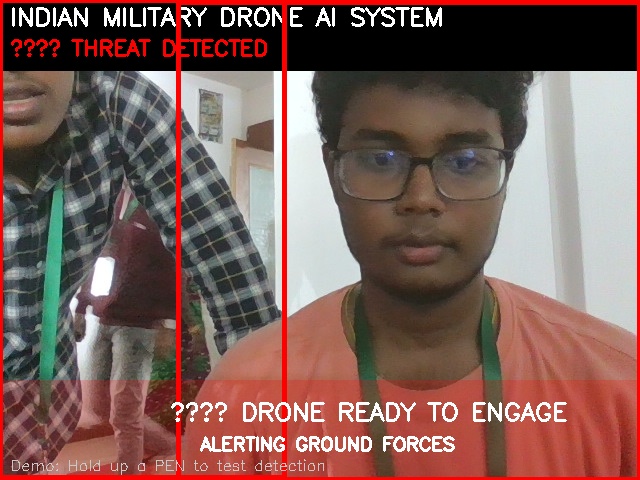 INDIAN MILITARY DRONE AI SYSTEM
???? THREAT DETECTED
???? DRONE READY TO ENGAGE
ALERTING GROUND FORCES
Demo: Hold up a PEN to test detection